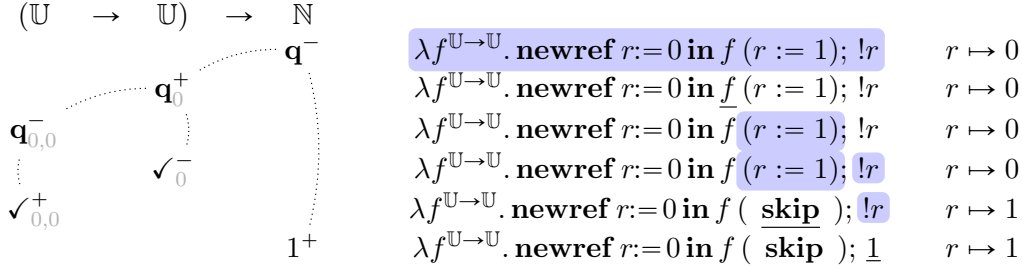 (𝕌 → 𝕌) → ℕ
q⁻ λf^{𝕌→𝕌}. newref r:=0 in f (r := 1); !r r ↦ 0
q⁺₀ λf^{𝕌→𝕌}. newref r:=0 in f (r := 1); !r r ↦ 0
q⁻₀,₀ λf^{𝕌→𝕌}. newref r:=0 in f (r := 1); !r r ↦ 0
✓⁻₀ λf^{𝕌→𝕌}. newref r:=0 in f (r := 1); !r r ↦ 0
✓⁺₀,₀ λf^{𝕌→𝕌}. newref r:=0 in f ( skip ); !r r ↦ 1
1⁺ λf^{𝕌→𝕌}. newref r:=0 in f ( skip ); 1 r ↦ 1